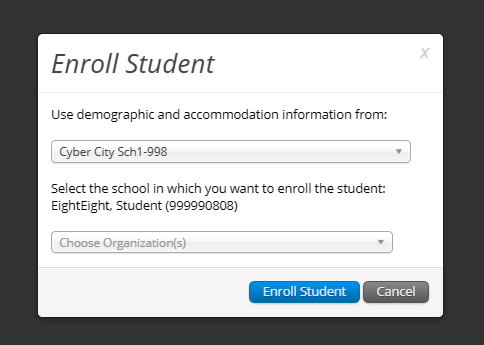 Enroll Student
x
Use demographic and accommodation information from:
Cyber City Sch1-998
Select the school in which you want to enroll the student:
EightEight, Student (999990808)
Choose Organization(s)
Enroll Student Cancel